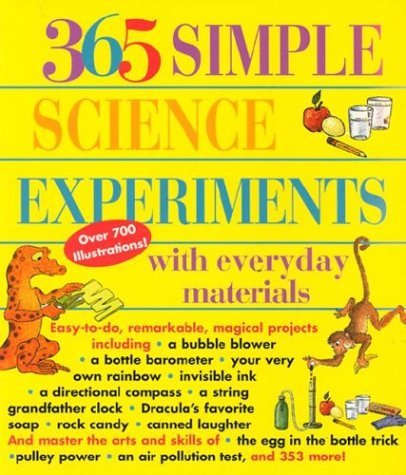 365 SIMPLE
SCIENCE
EXPERIMENTS
Over 700
Illustrations!
with everyday
materials
Easy-to-do, remarkable, magical projects
including • a bubble blower
• a bottle barometer • your very
own rainbow • invisible ink
• a directional compass • a string
grandfather clock • Dracula's favorite
soap • rock candy • canned laughter
And master the arts and skills of • the egg in the bottle trick
•pulley power • an air pollution test, and 353 more!